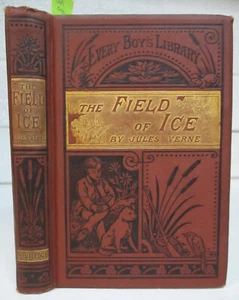 THE
FIELD
OF
ICE
EVERY BOY'S LIBRARY
THE FIELD
OF ICE
BY JULES VERNE